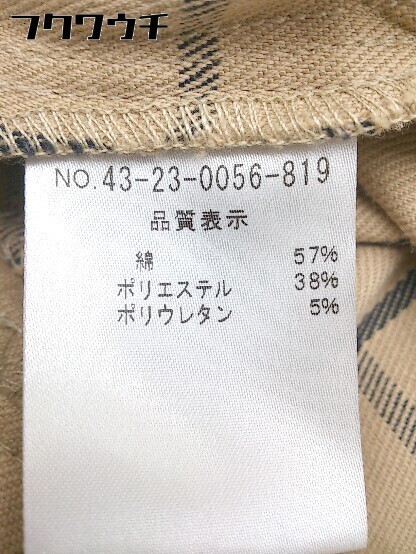 フクワウチ
NO.43-23-0056-819
品質表示
綿 57%
ポリエステル 38%
ポリウレタン 5%